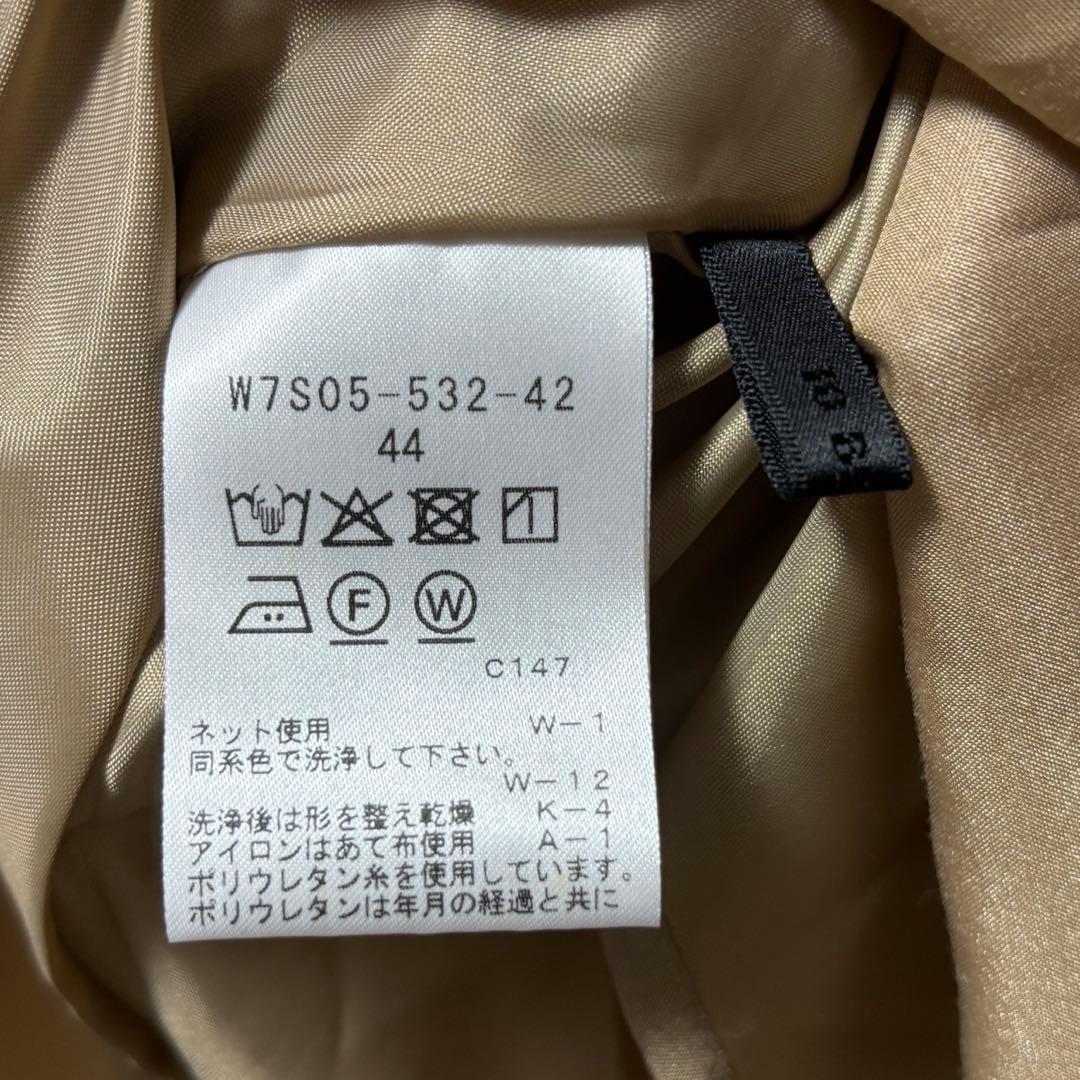 W7S05-532-42
44
F W
C147
ネット使用 W-1
同系色で洗浄して下さい。
W-12
洗浄後は形を整え乾燥 K-4
アイロンはあて布使用 A-1
ポリウレタン糸を使用しています。
ポリウレタンは年月の経過と共に